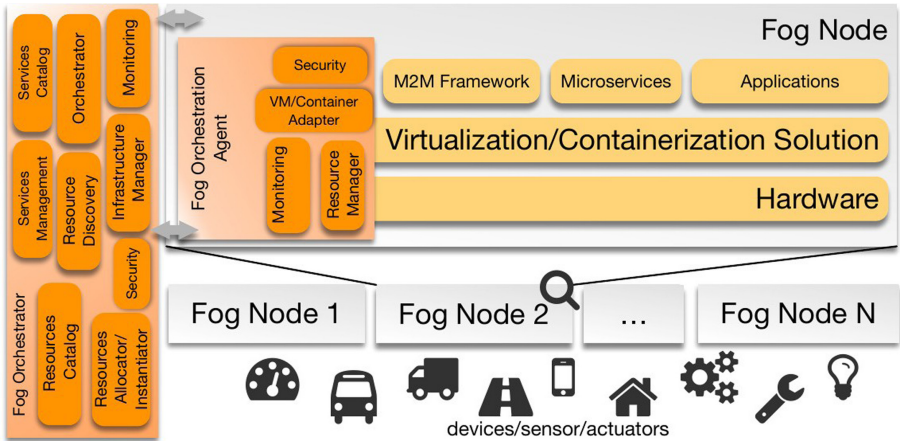 Services
Catalog
Orchestrator
Monitoring
Services
Management
Resource
Discovery
Infrastructure
Manager
Security
Fog Orchestrator
Resources
Catalog
Resources
Allocator/
Instantiator
Fog Node
Fog Orchestration
Agent
Security
VM/Container
Adapter
Monitoring
Resource
Manager
M2M Framework
Microservices
Applications
Virtualization/Containerization Solution
Hardware
Fog Node 1
Fog Node 2
...
Fog Node N
devices/sensor/actuators